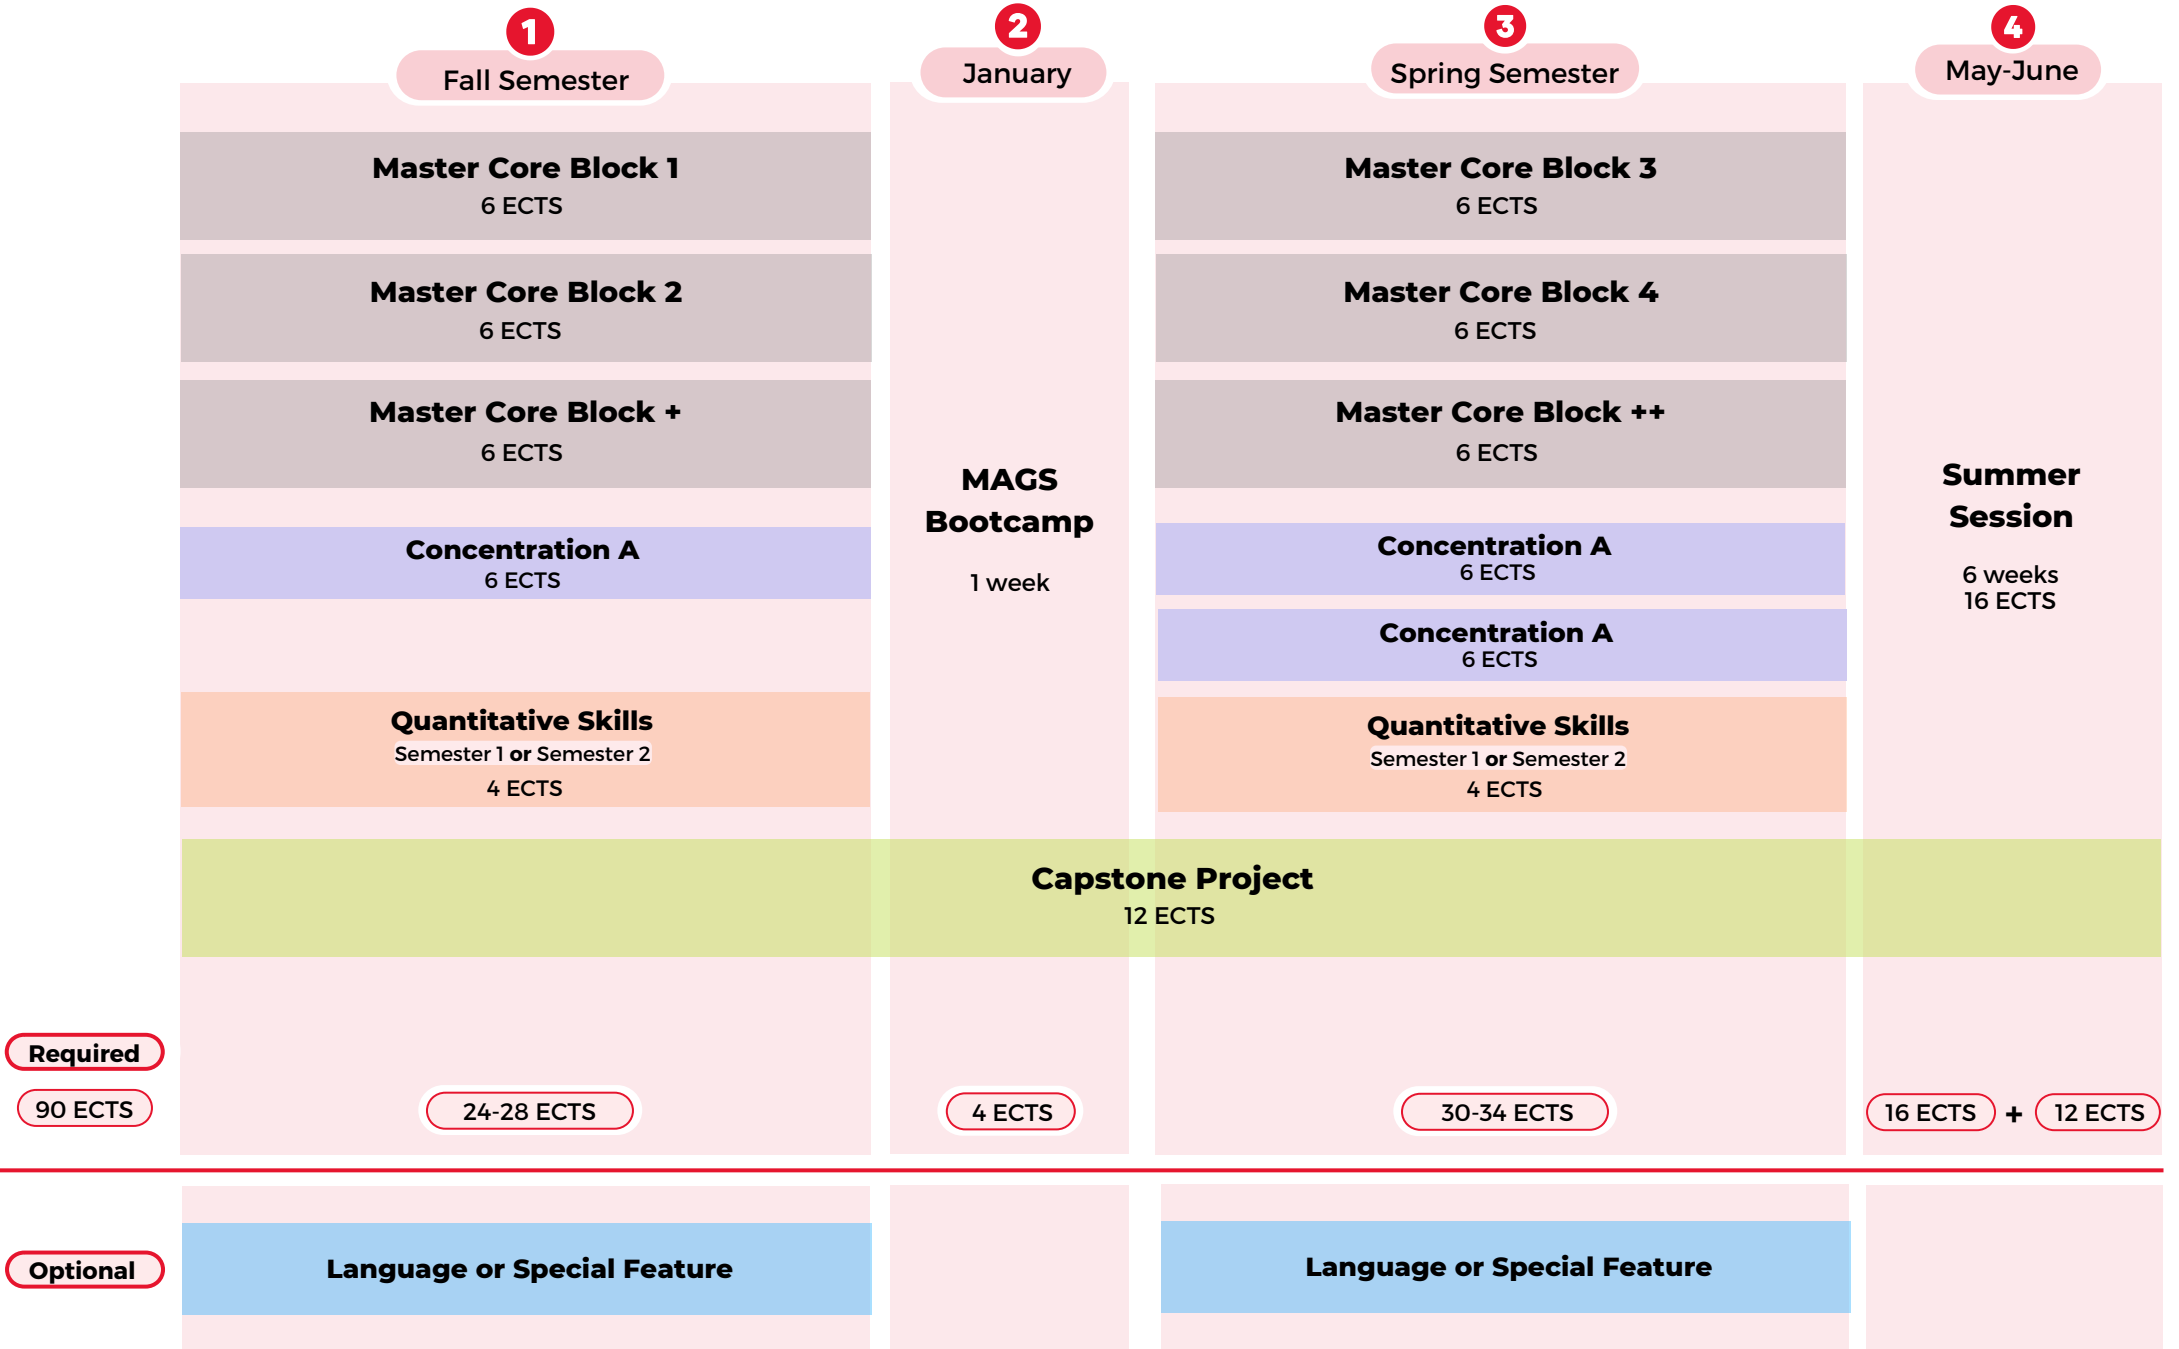 1
Fall Semester
Master Core Block 1
6 ECTS
Master Core Block 2
6 ECTS
Master Core Block +
6 ECTS
Concentration A
6 ECTS
Quantitative Skills
Semester 1 or Semester 2
4 ECTS
2
January
MAGS
Bootcamp
1 week
3
Spring Semester
Master Core Block 3
6 ECTS
Master Core Block 4
6 ECTS
Master Core Block ++
6 ECTS
Concentration A
6 ECTS
Concentration A
6 ECTS
Quantitative Skills
Semester 1 or Semester 2
4 ECTS
4
May-June
Summer
Session
6 weeks
16 ECTS
Capstone Project
12 ECTS
Required
90 ECTS
24-28 ECTS
4 ECTS
30-34 ECTS
16 ECTS + 12 ECTS
Optional
Language or Special Feature
Language or Special Feature